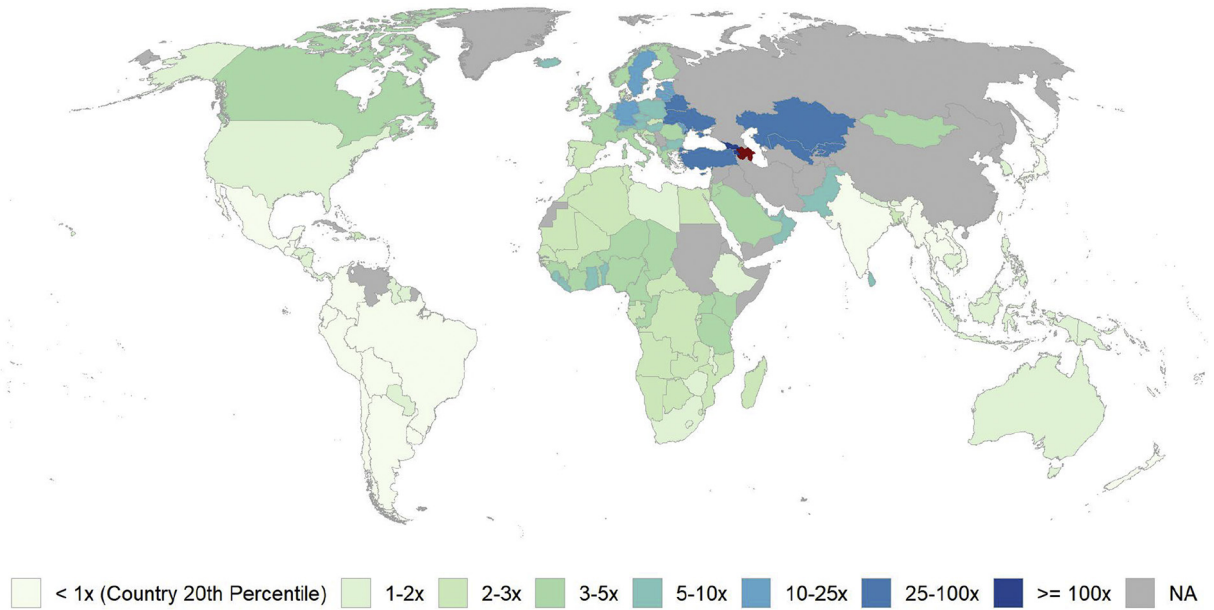 < 1x (Country 20th Percentile) 1-2x 2-3x 3-5x 5-10x 10-25x 25-100x >= 100x NA